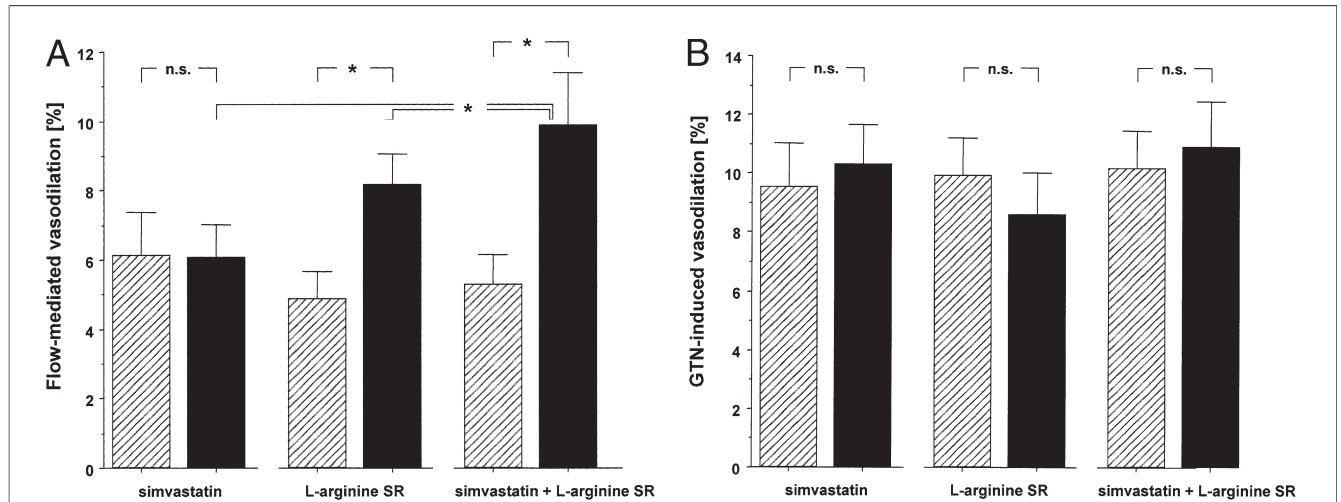 A
Flow-mediated vasodilation [%]
12
10
8
6
4
2
0
n.s.
*
*
*
simvastatin
L-arginine SR
simvastatin + L-arginine SR
B
GTN-induced vasodilation [%]
14
12
10
8
6
4
2
0
n.s.
n.s.
n.s.
simvastatin
L-arginine SR
simvastatin + L-arginine SR